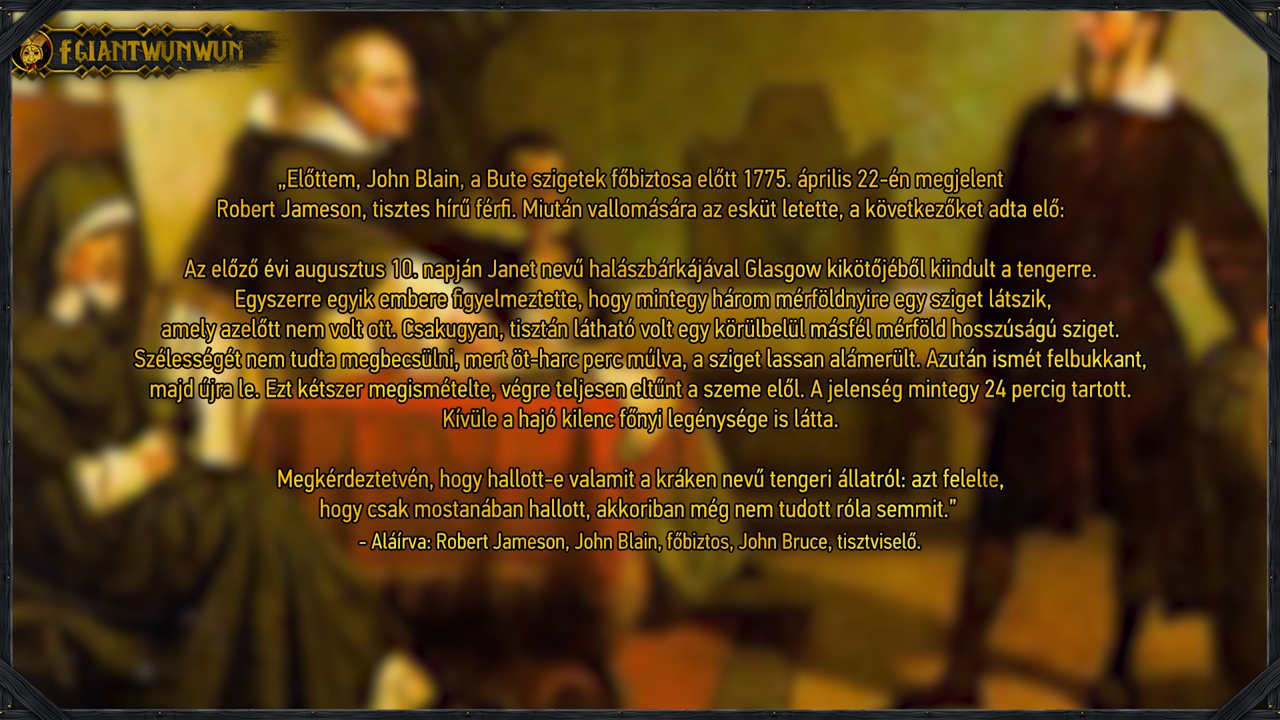 fGIANTWUNWUN
„Előttem, John Blain, a Bute szigetek főbiztosa előtt 1775. április 22-én megjelent
Robert Jameson, tisztes hírű férfi. Miután vallomására az esküt letette, a következőket adta elő:
Az előző évi augusztus 10. napján Janet nevű halászbárkájával Glasgow kikötőjéből kiindult a tengerre.
Egyszerre egyik embere figyelmeztette, hogy mintegy három mérföldnyire egy sziget látszik,
amely azelőtt nem volt ott. Csakugyan, tisztán látható volt egy körülbelül másfél mérföld hosszúságú sziget.
Szélességét nem tudta megbecsülni, mert öt-harc perc múlva, a sziget lassan alámerült. Azután ismét felbukkant,
majd újra le. Ezt kétszer megismételte, végre teljesen eltűnt a szeme elől. A jelenség mintegy 24 percig tartott.
Kívüle a hajó kilenc főnyi legénysége is látta.
Megkérdeztetvén, hogy hallott-e valamit a kráken nevű tengeri állatról: azt felelte,
hogy csak mostanában hallott, akkoriban még nem tudott róla semmit.”
- Aláírva: Robert Jameson, John Blain, főbiztos, John Bruce, tisztviselő.